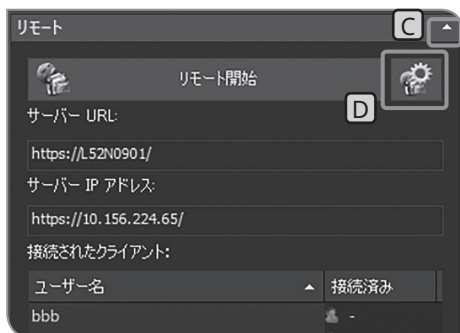 リモート
C
リモート開始
D
サーバー URL:
https://L52N0901/
サーバー IP アドレス:
https://10.156.224.65/
接続されたクライアント:
ユーザー名 接続済み
bbb -